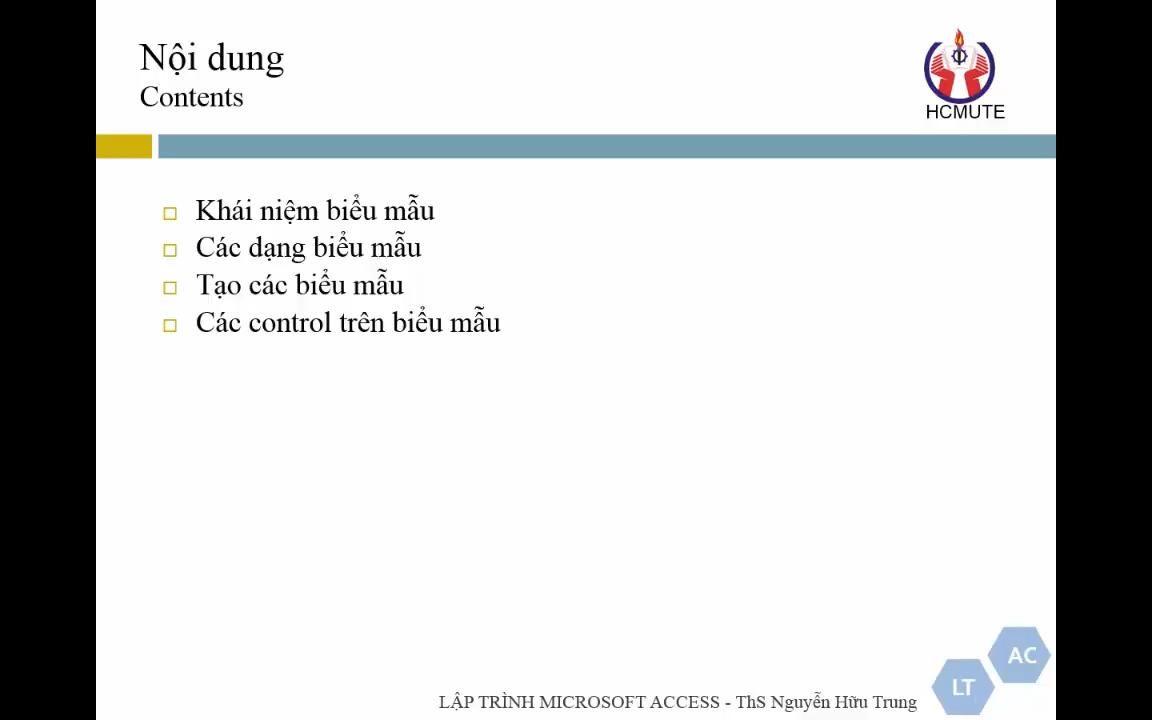 Nội dung
Contents
HCMUTE
Khái niệm biểu mẫu
Các dạng biểu mẫu
Tạo các biểu mẫu
Các control trên biểu mẫu
AC
LT
LẬP TRÌNH MICROSOFT ACCESS - ThS Nguyễn Hữu Trung